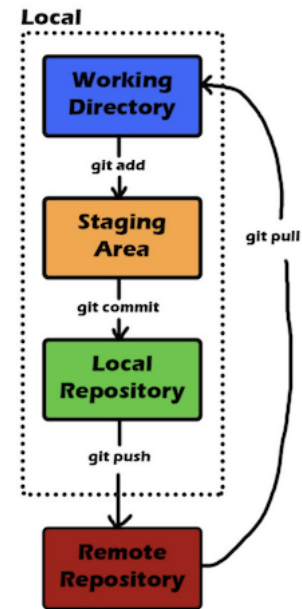 Local
Working
Directory
git add
Staging
Area
git pull
git commit
Local
Repository
git push
Remote
Repository